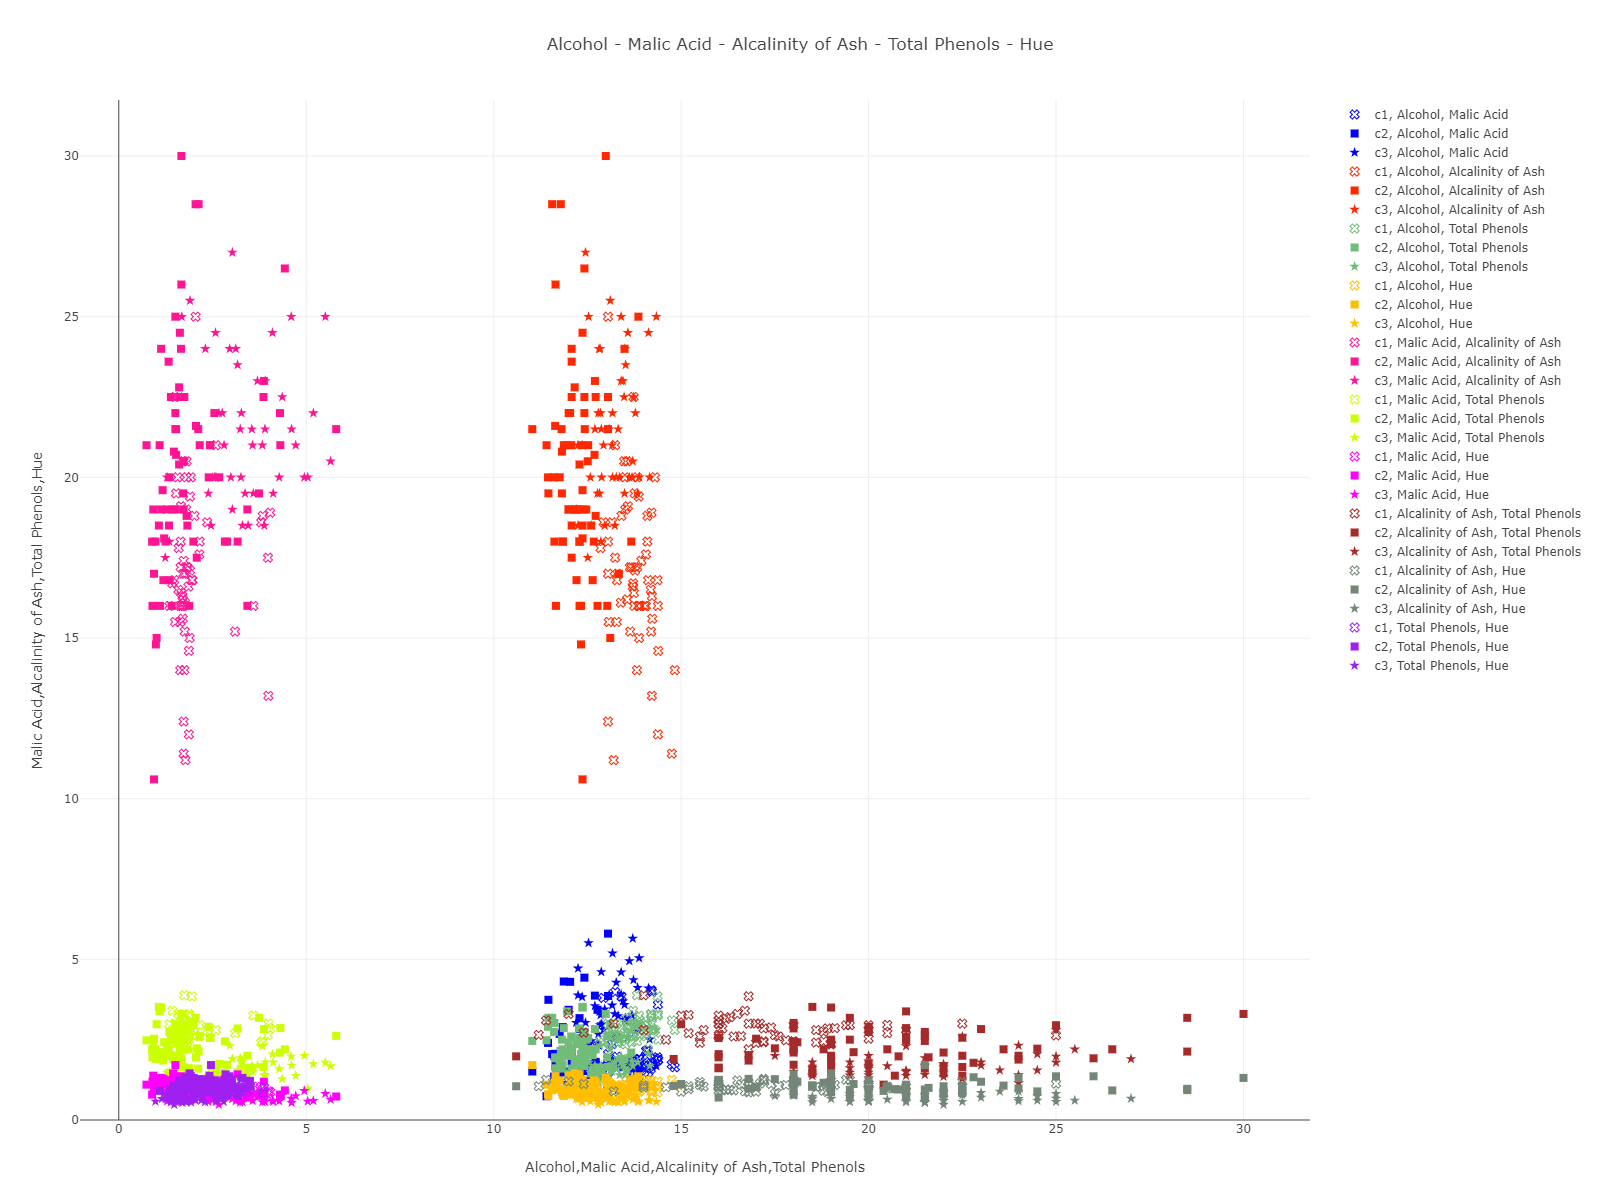 Alcohol - Malic Acid - Alcalinity of Ash - Total Phenols - Hue
c1, Alcohol, Malic Acid
c2, Alcohol, Malic Acid
c3, Alcohol, Malic Acid
c1, Alcohol, Alcalinity of Ash
c2, Alcohol, Alcalinity of Ash
c3, Alcohol, Alcalinity of Ash
c1, Alcohol, Total Phenols
c2, Alcohol, Total Phenols
c3, Alcohol, Total Phenols
c1, Alcohol, Hue
c2, Alcohol, Hue
c3, Alcohol, Hue
c1, Malic Acid, Alcalinity of Ash
c2, Malic Acid, Alcalinity of Ash
c3, Malic Acid, Alcalinity of Ash
c1, Malic Acid, Total Phenols
c2, Malic Acid, Total Phenols
c3, Malic Acid, Total Phenols
c1, Malic Acid, Hue
c2, Malic Acid, Hue
c3, Malic Acid, Hue
c1, Alcalinity of Ash, Total Phenols
c2, Alcalinity of Ash, Total Phenols
c3, Alcalinity of Ash, Total Phenols
c1, Alcalinity of Ash, Hue
c2, Alcalinity of Ash, Hue
c3, Alcalinity of Ash, Hue
c1, Total Phenols, Hue
c2, Total Phenols, Hue
c3, Total Phenols, Hue
Malic Acid,Alcalinity of Ash,Total Phenols,Hue
30
25
20
15
10
5
0
0 5 10 15 20 25 30
Alcohol,Malic Acid,Alcalinity of Ash,Total Phenols